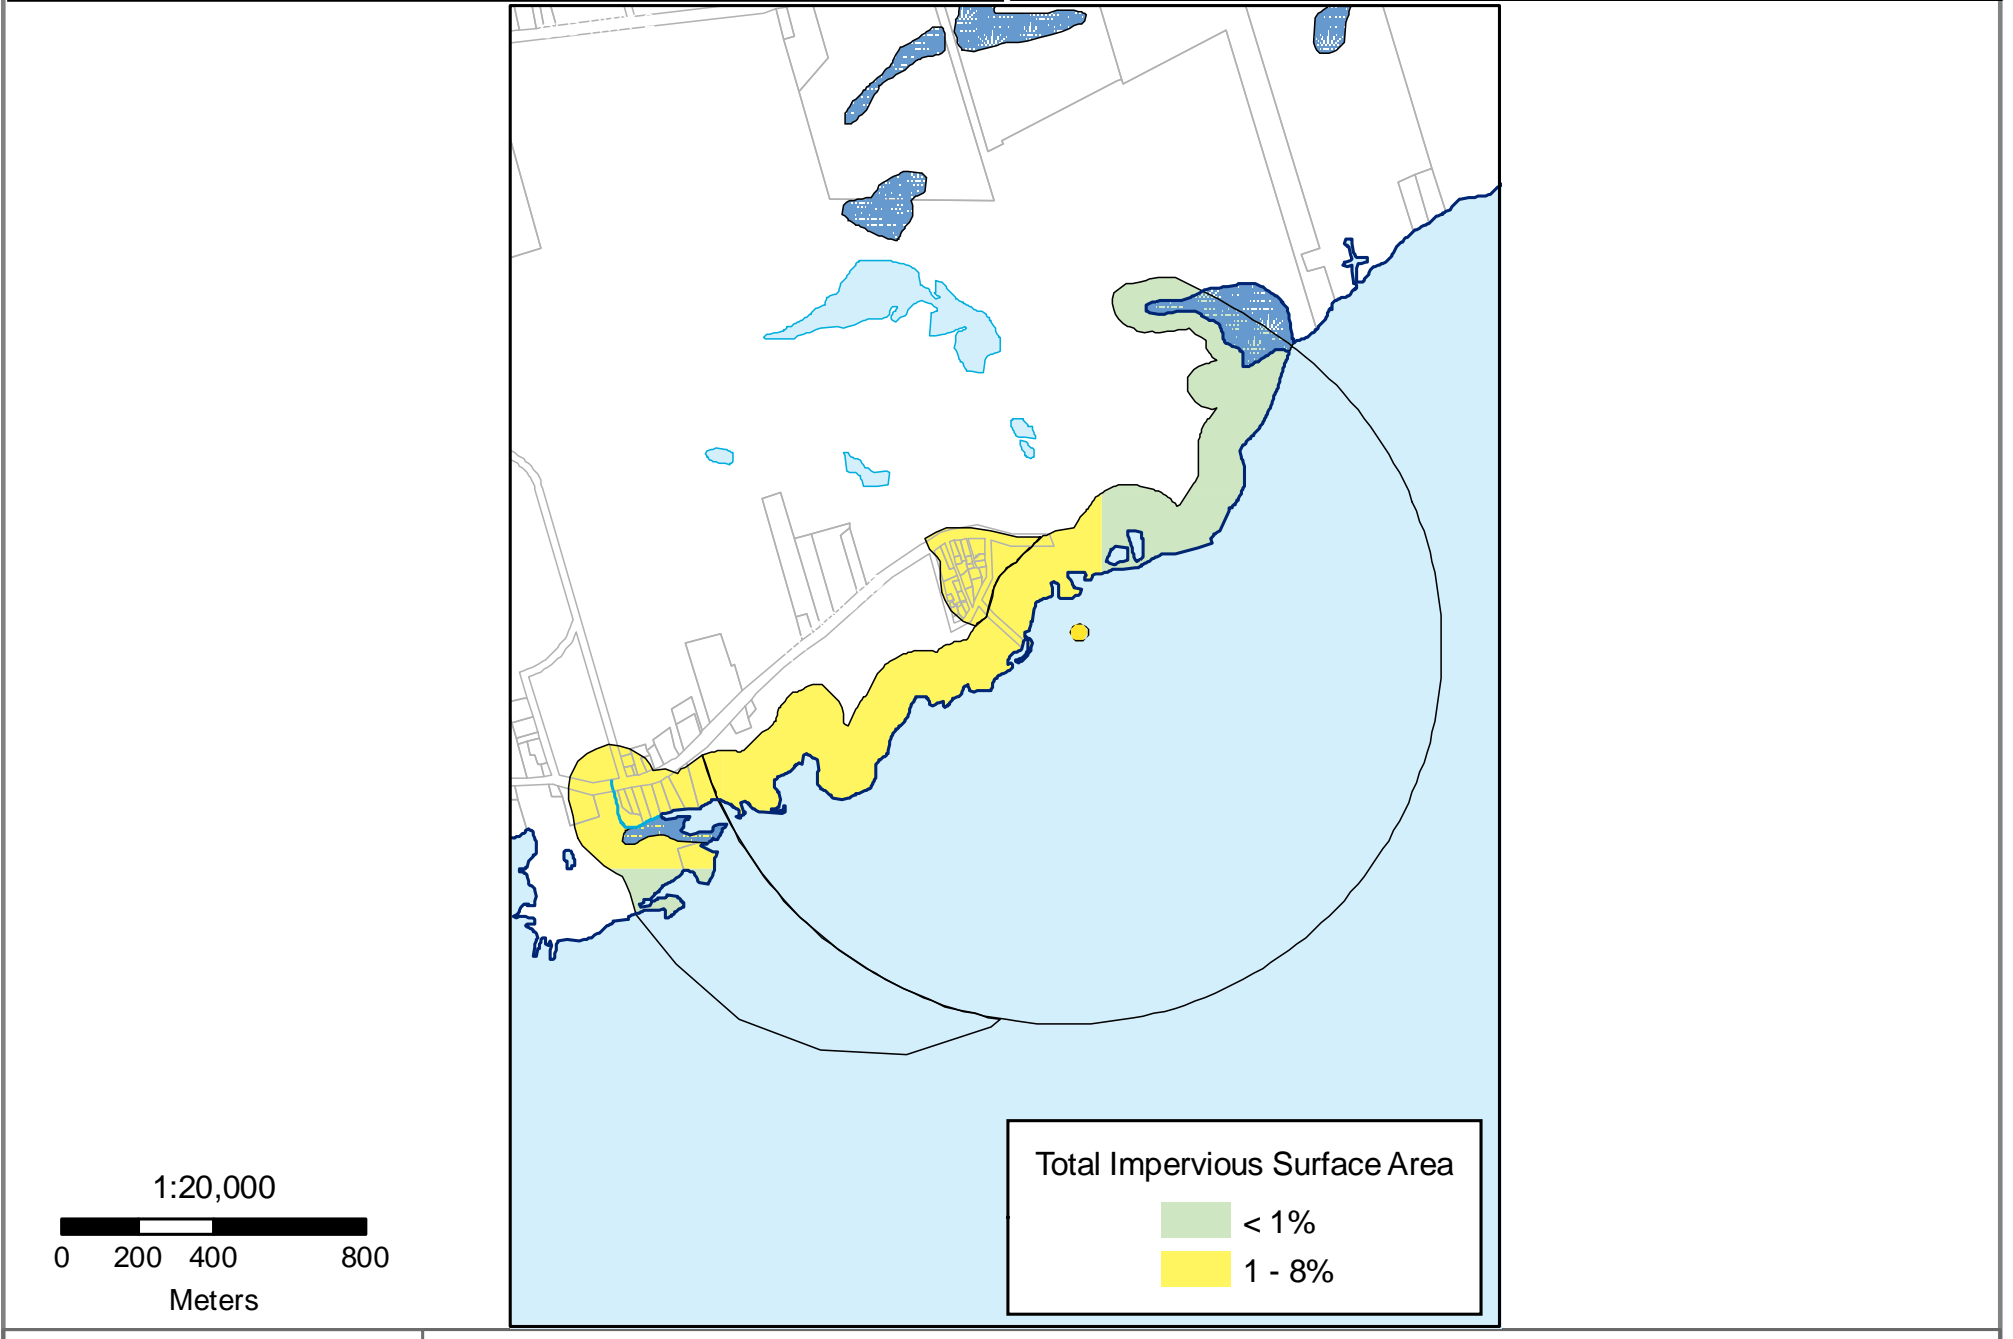 Total Impervious Surface Area
< 1%
1 - 8%
1:20,000
0 200 400 800
Meters